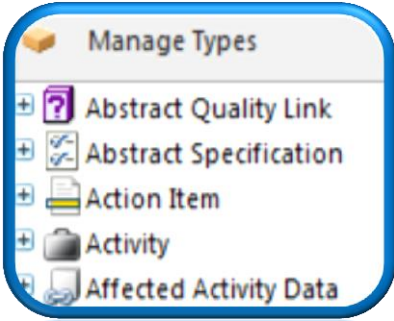 Manage Types
Abstract Quality Link
Abstract Specification
Action Item
Activity
Affected Activity Data